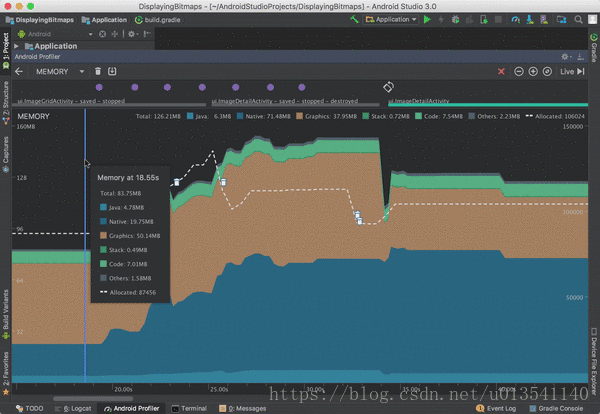 DisplayingBitmaps - [~/AndroidStudioProjects/DisplayingBitmaps] - Android Studio 3.0
DisplayingBitmaps Application build.gradle Application
Android
Application
Android Profiler
MEMORY Live
ui.ImageGridActivity - saved - stopped ui.ImageDetailActivity - saved - stopped - destroyed ui.ImageDetailActivity
MEMORY Total: 126.21MB Java: 6.3MB Native: 71.48MB Graphics: 37.95MB Stack: 0.72MB Code: 7.54MB Others: 2.23MB Allocated: 106024
160MB 150000
128
Memory at 18.55s
Total: 83.75MB
Java: 4.78MB
Native: 19.75MB
Graphics: 50.14MB
Stack: 0.49MB
Code: 7.01MB
Others: 1.58MB
Allocated: 87456
96
64
32
100000
50000
20.00s 25.00s 30.00s 35.00s 40.00s
1: Project
7: Structure
Captures
Build Variants
2: Favorites
Gradle
Device File Explorer
https://blog.csdn.net/u013541140
TODO 6: Logcat Android Profiler Terminal 0: Messages Event Log Gradle Console